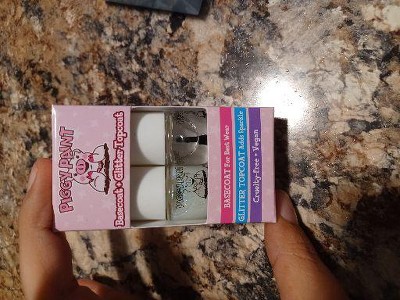 PIGGY PAINT
Basecoat + Glitter Topcoat
BASECOAT For Best Wear
GLITTER TOPCOAT Adds Sparkle
Cruelty-Free • Vegan